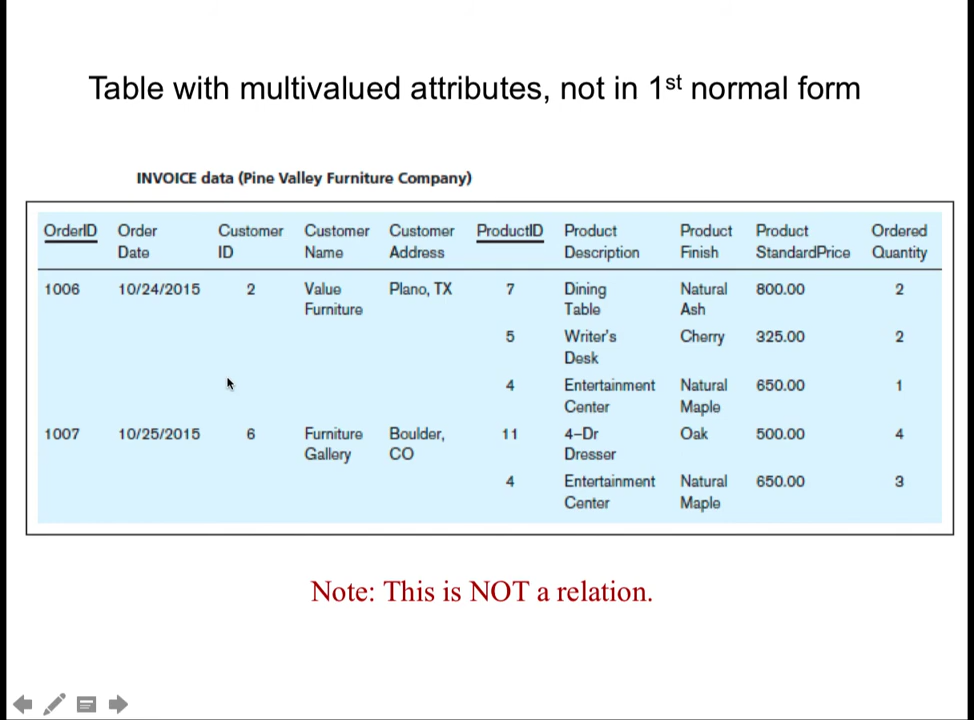 Table with multivalued attributes, not in 1st normal form
INVOICE data (Pine Valley Furniture Company)
OrderID Order Customer Customer Customer ProductID Product Product Product Ordered
Date ID Name Address Description Finish StandardPrice Quantity
1006 10/24/2015 2 Value Plano, TX 7 Dining Natural 800.00 2
Furniture Table Ash
5 Writer's Cherry 325.00 2
Desk
4 Entertainment Natural 650.00 1
Center Maple
1007 10/25/2015 6 Furniture Boulder, 11 4–Dr Oak 500.00 4
Gallery CO Dresser
4 Entertainment Natural 650.00 3
Center Maple
Note: This is NOT a relation.